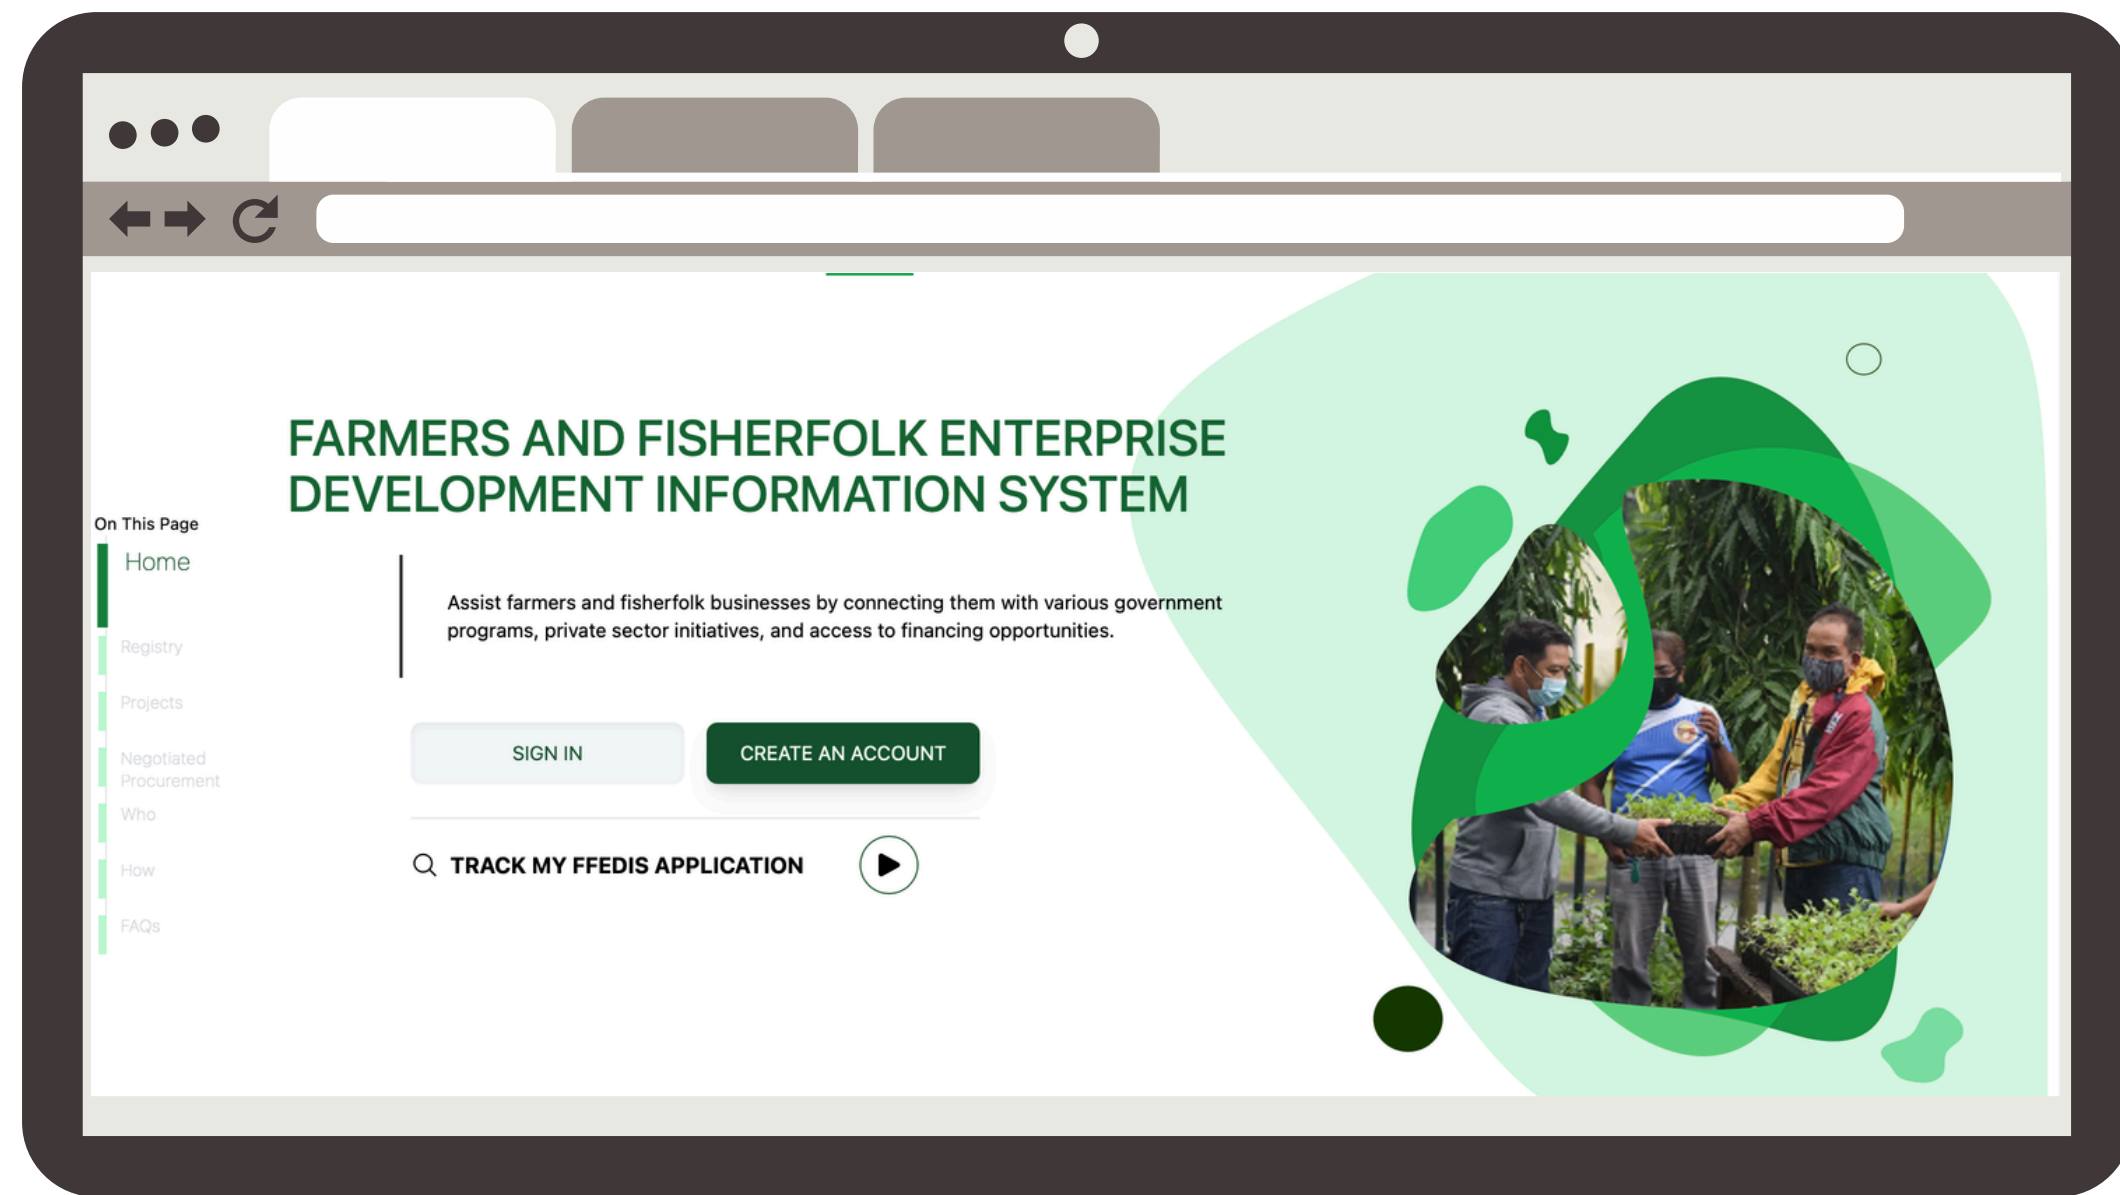 FARMERS AND FISHERFOLK ENTERPRISE
DEVELOPMENT INFORMATION SYSTEM
On This Page
Home
Registry
Projects
Negotiated
Procurement
Who
How
FAQs
Assist farmers and fisherfolk businesses by connecting them with various government
programs, private sector initiatives, and access to financing opportunities.
SIGN IN
CREATE AN ACCOUNT
TRACK MY FFEDIS APPLICATION